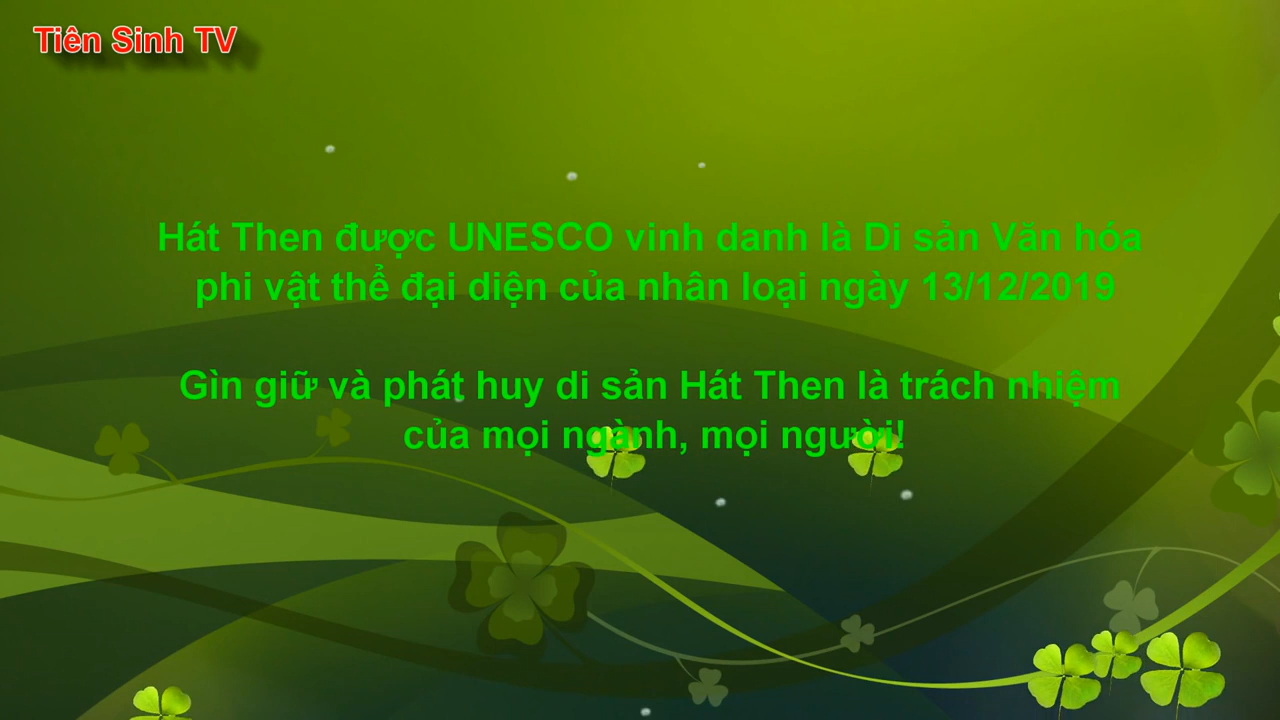 Tiên Sinh TV
Hát Then được UNESCO vinh danh là Di sản Văn hóa
phi vật thể đại diện của nhân loại ngày 13/12/2019
Gìn giữ và phát huy di sản Hát Then là trách nhiệm
của mọi ngành, mọi người!